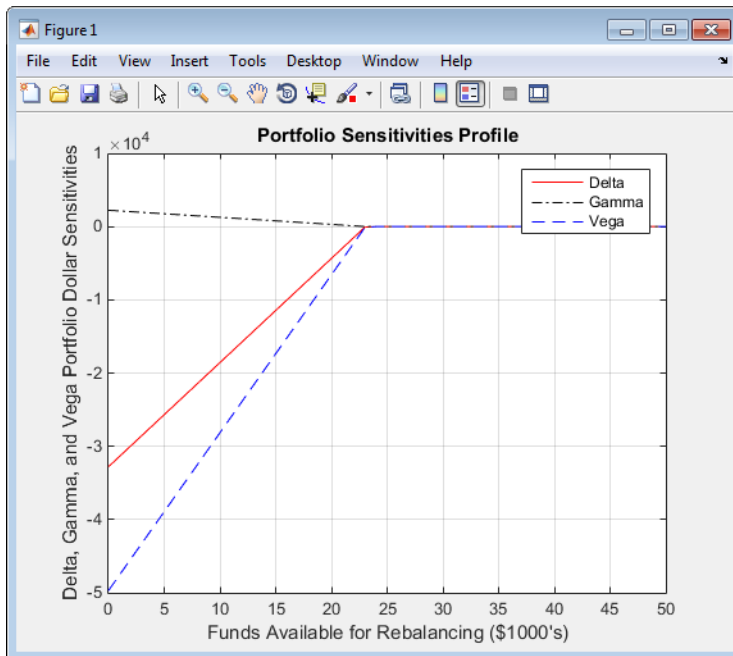 Figure 1
File Edit View Insert Tools Desktop Window Help
Portfolio Sensitivities Profile
×10^4
Delta, Gamma, and Vega Portfolio Dollar Sensitivities
1
0
-1
-2
-3
-4
-5
Delta
Gamma
Vega
0 5 10 15 20 25 30 35 40 45 50
Funds Available for Rebalancing ($1000's)